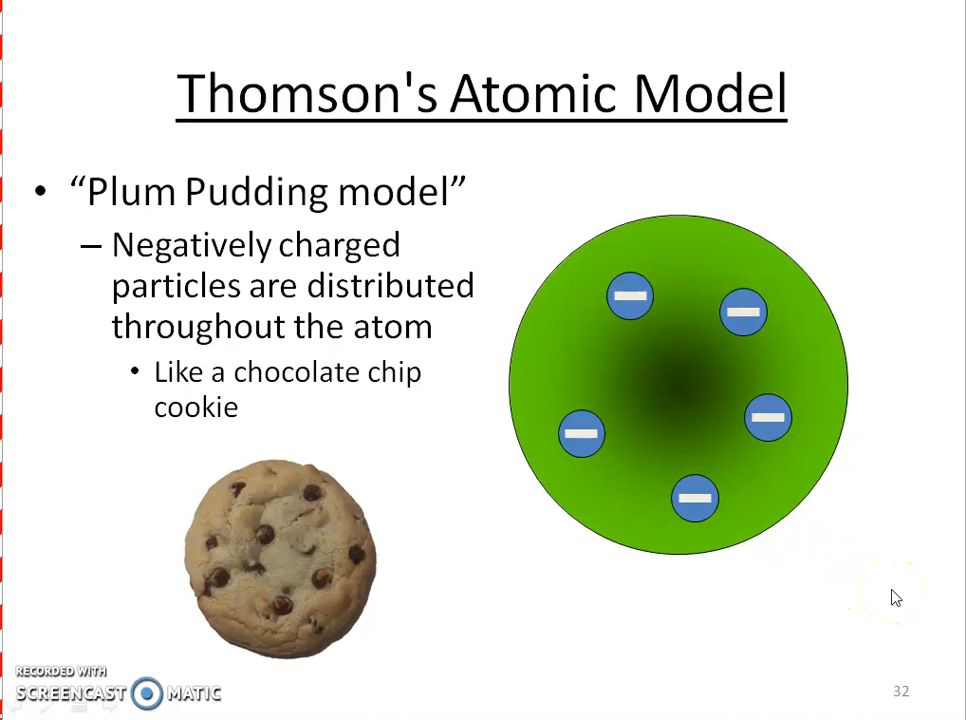 Thomson's Atomic Model
• “Plum Pudding model”
– Negatively charged
particles are distributed
throughout the atom
• Like a chocolate chip
cookie
RECORDED WITH
SCREENCAST MATIC
32